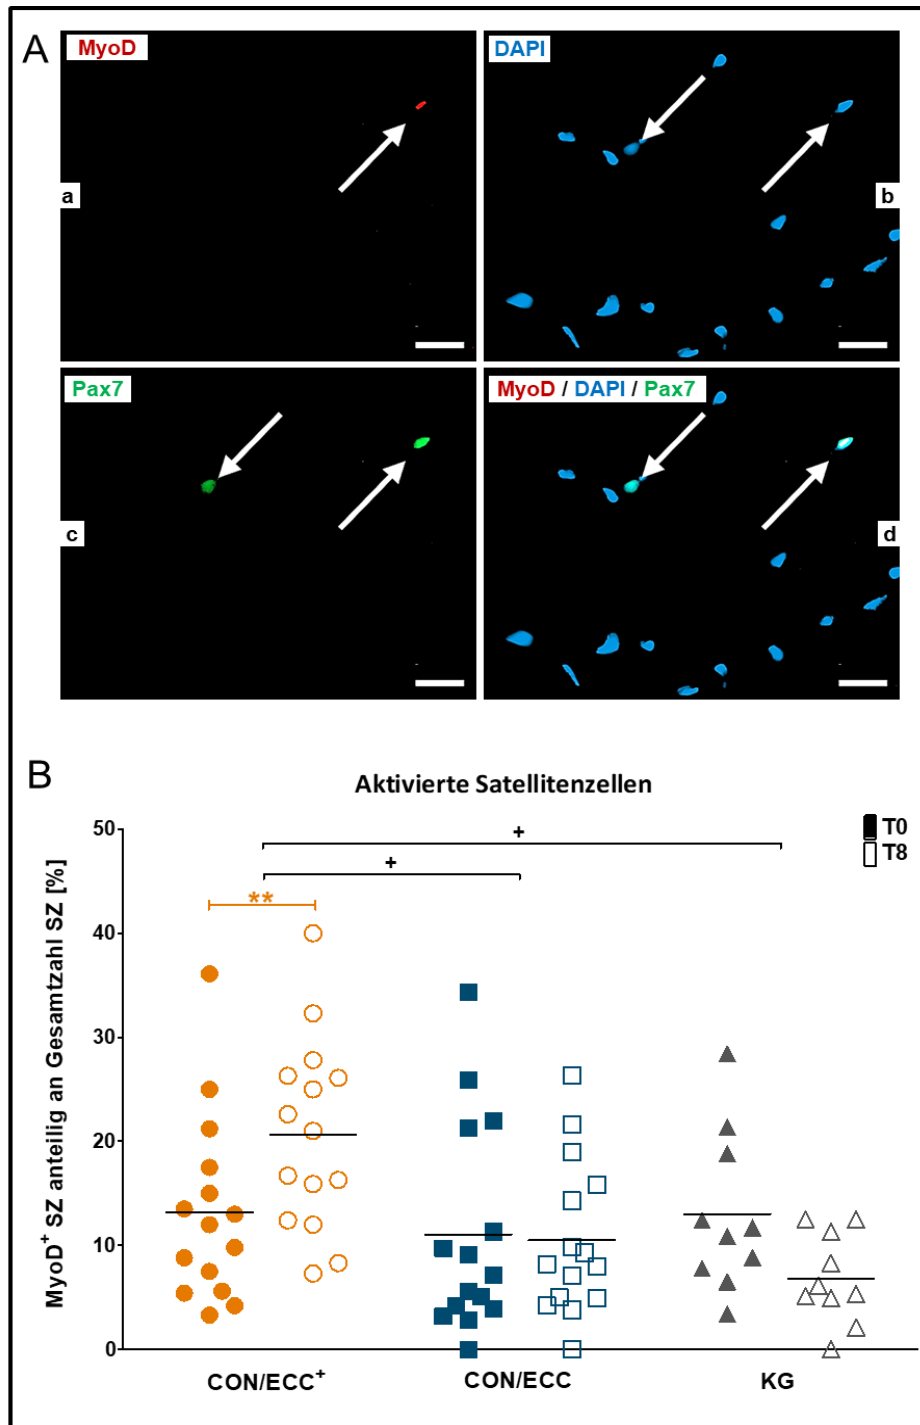 A
MyoD
DAPI
a
b
Pax7
MyoD / DAPI / Pax7
c
d
B
Aktivierte Satellitenzellen
MyoD⁺ SZ anteilig an Gesamtzahl SZ [%]
50
40
30
20
10
0
T0
T8
+
+
**
CON/ECC⁺
CON/ECC
KG